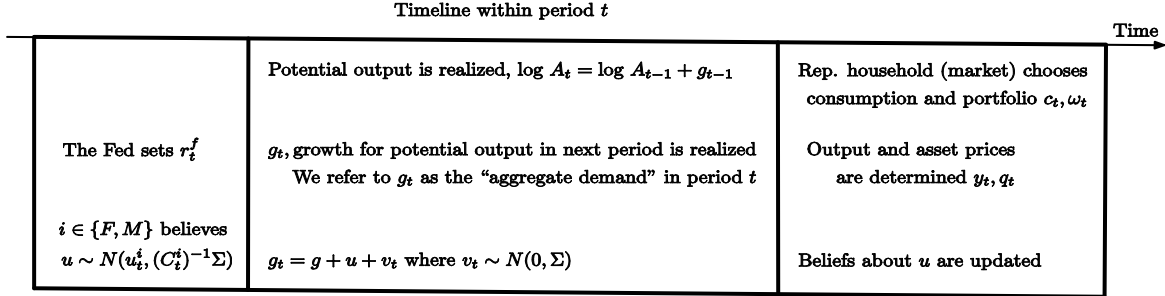 Timeline within period t
Time
The Fed sets r_t^f
i ∈ {F, M} believes
u ∼ N(u_t^i, (C_t^i)^{-1}Σ)
Potential output is realized, log A_t = log A_{t−1} + g_{t−1}
g_t, growth for potential output in next period is realized
We refer to g_t as the “aggregate demand” in period t
g_t = g + u + v_t where v_t ∼ N(0, Σ)
Rep. household (market) chooses
consumption and portfolio c_t, ω_t
Output and asset prices
are determined y_t, q_t
Beliefs about u are updated